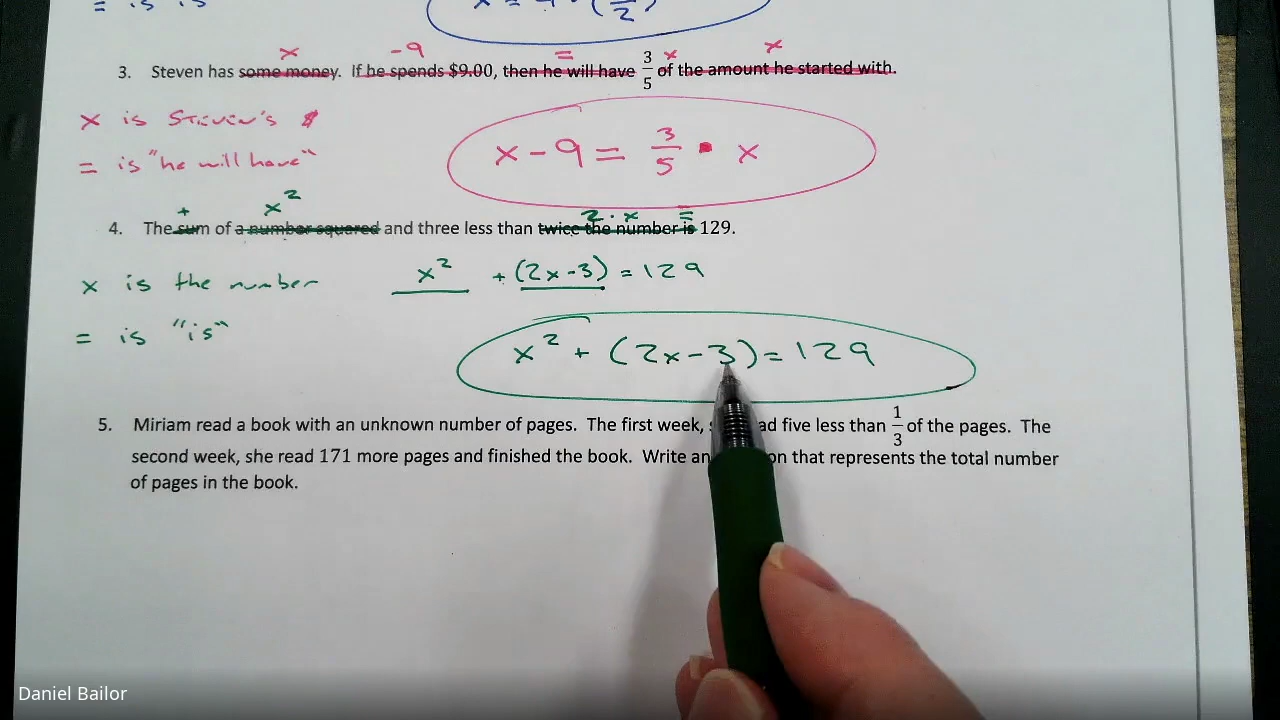 = is is
3. Steven has some money. If he spends $9.00, then he will have 3/5 of the amount he started with.
x -9 = x x
x is Steven's $
= is "he will have"
x - 9 = 3/5 · x
+ x² 2 · x =
4. The sum of a number squared and three less than twice the number is 129.
x is the number
x² + (2x-3) = 129
= is "is"
x² + (2x-3) = 129
5. Miriam read a book with an unknown number of pages. The first week, five less than 1/3 of the pages. The
second week, she read 171 more pages and finished the book. Write that represents the total number
of pages in the book.
Daniel Bailor